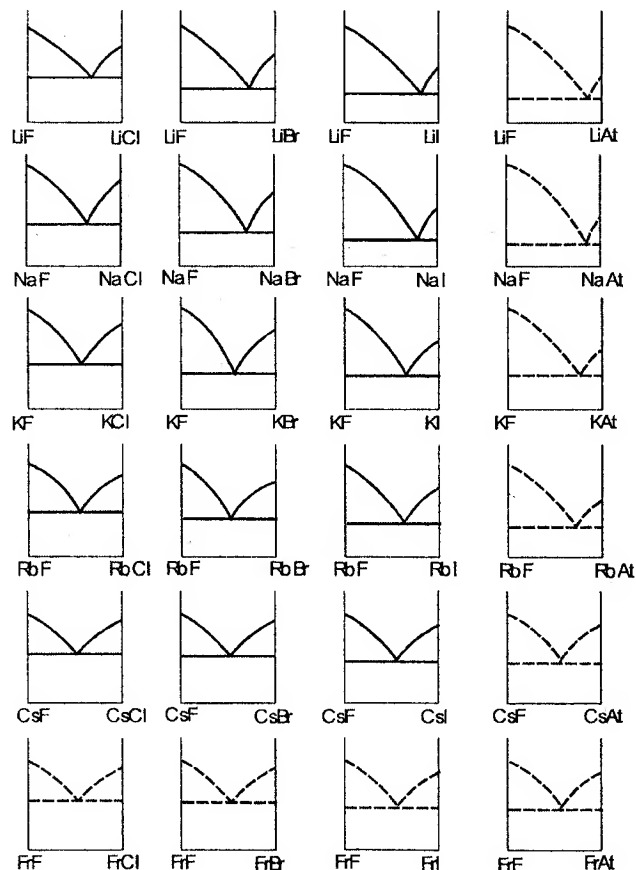 LiF LiCl LiF LiBr LiF LiI LiF LiAt
NaF NaCl NaF NaBr NaF NaI NaF NaAt
KF KCl KF KBr KF KI KF KAt
RbF RbCl RbF RbBr RbF RbI RbF RbAt
CsF CsCl CsF CsBr CsF CsI CsF CsAt
FrF FrCl FrF FrBr FrF FrI FrF FrAt